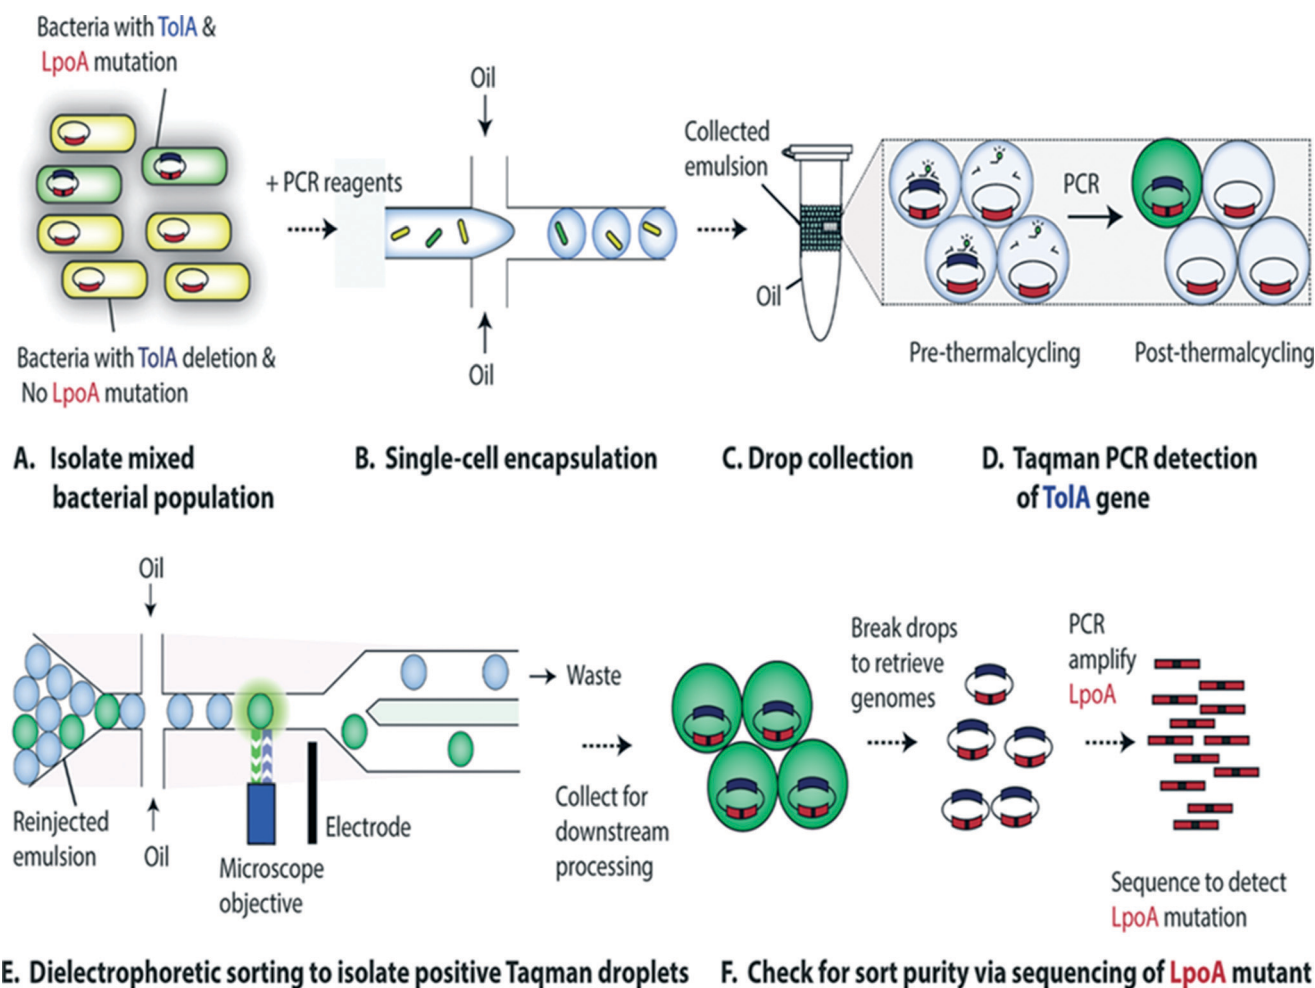 Bacteria with TolA &
LpoA mutation
Bacteria with TolA deletion &
No LpoA mutation
+ PCR reagents
Oil
Oil
Collected
emulsion
Oil
PCR
Pre-thermalcycling
Post-thermalcycling
A. Isolate mixed
bacterial population
B. Single-cell encapsulation
C. Drop collection
D. Taqman PCR detection
of TolA gene
Oil
Reinjected
emulsion
Oil
Microscope
objective
Electrode
Waste
Collect for
downstream
processing
Break drops
to retrieve
genomes
PCR
amplify
LpoA
Sequence to detect
LpoA mutation
E. Dielectrophoretic sorting to isolate positive Taqman droplets
F. Check for sort purity via sequencing of LpoA mutant